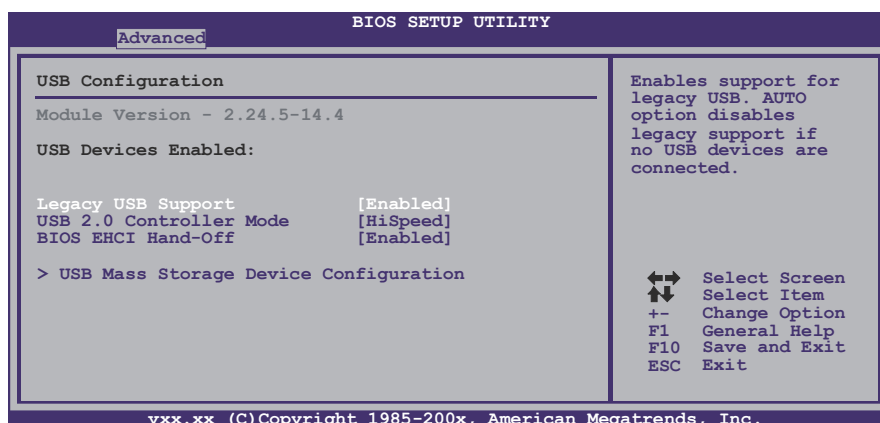 BIOS SETUP UTILITY
Advanced
USB Configuration
Module Version - 2.24.5-14.4
USB Devices Enabled:
Legacy USB Support [Enabled]
USB 2.0 Controller Mode [HiSpeed]
BIOS EHCI Hand-Off [Enabled]
> USB Mass Storage Device Configuration
Enables support for
legacy USB. AUTO
option disables
legacy support if
no USB devices are
connected.
Select Screen
Select Item
+- Change Option
F1 General Help
F10 Save and Exit
ESC Exit
vxx.xx (C)Copyright 1985-200x, American Megatrends, Inc.